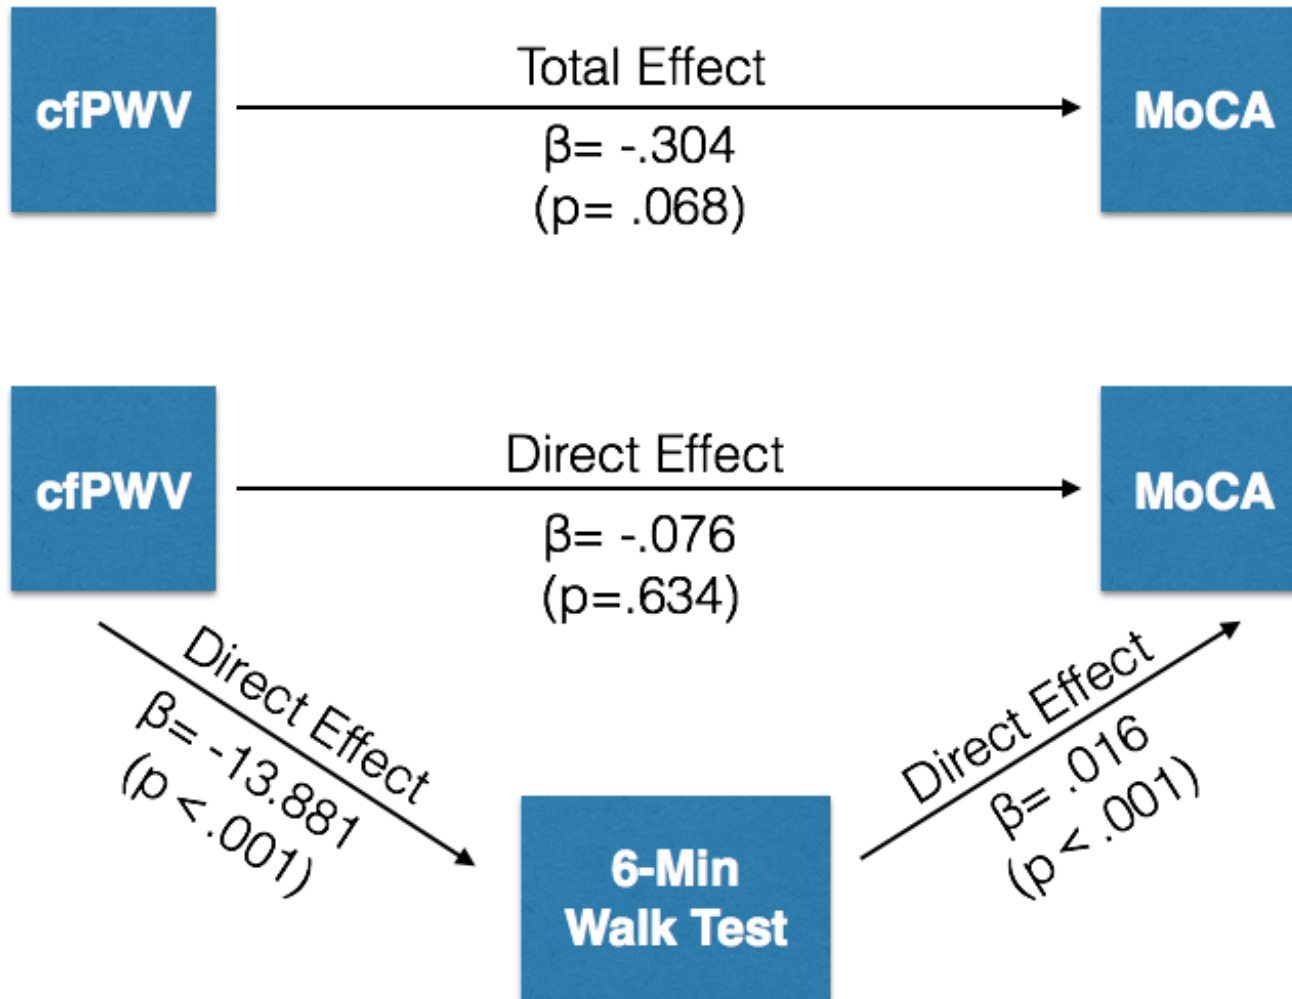 cfPWV
Total Effect
β= -.304
(p= .068)
MoCA
cfPWV
Direct Effect
β= -.076
(p=.634)
MoCA
Direct Effect
β= -13.881
(p < .001)
6-Min
Walk Test
Direct Effect
β= .016
(p < .001)